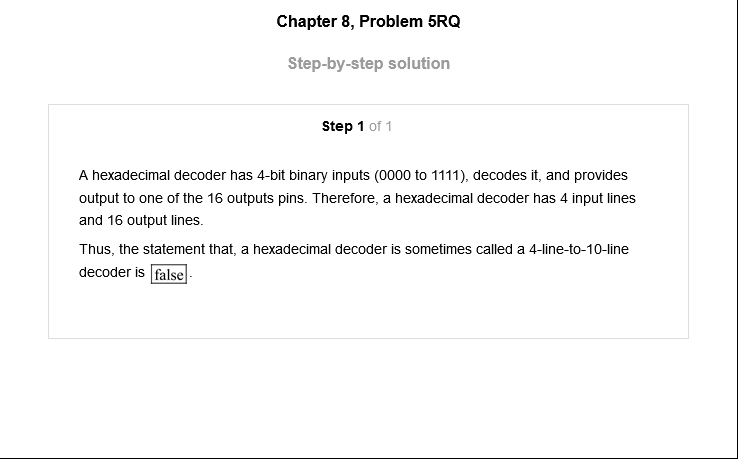 Chapter 8, Problem 5RQ
Step-by-step solution
Step 1 of 1
A hexadecimal decoder has 4-bit binary inputs (0000 to 1111), decodes it, and provides
output to one of the 16 outputs pins. Therefore, a hexadecimal decoder has 4 input lines
and 16 output lines.
Thus, the statement that, a hexadecimal decoder is sometimes called a 4-line-to-10-line
decoder is false.